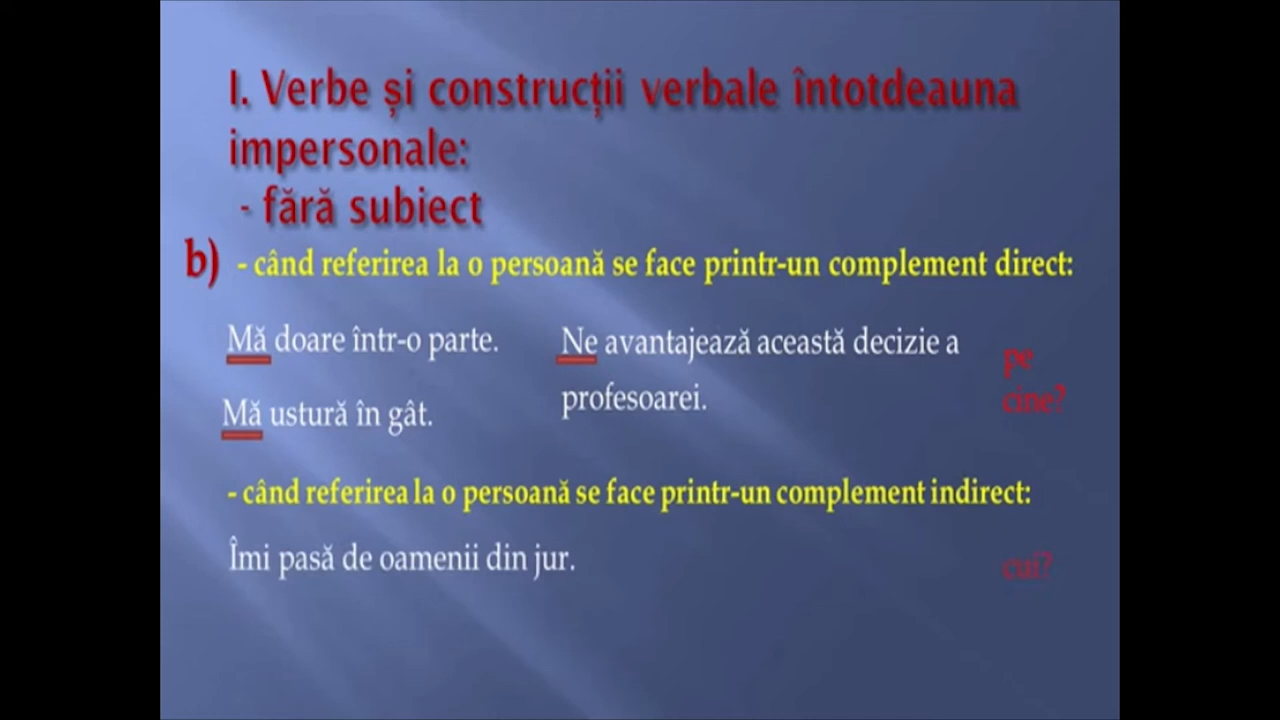 I. Verbe și construcții verbale întotdeauna
impersonale:
- fără subiect
b) - când referirea la o persoană se face printr-un complement direct:
Mă doare într-o parte.
Mă ustură în gât.
Ne avantajează această decizie a
profesoarei.
pe
cine?
- când referirea la o persoană se face printr-un complement indirect:
Îmi pasă de oamenii din jur.
cui?